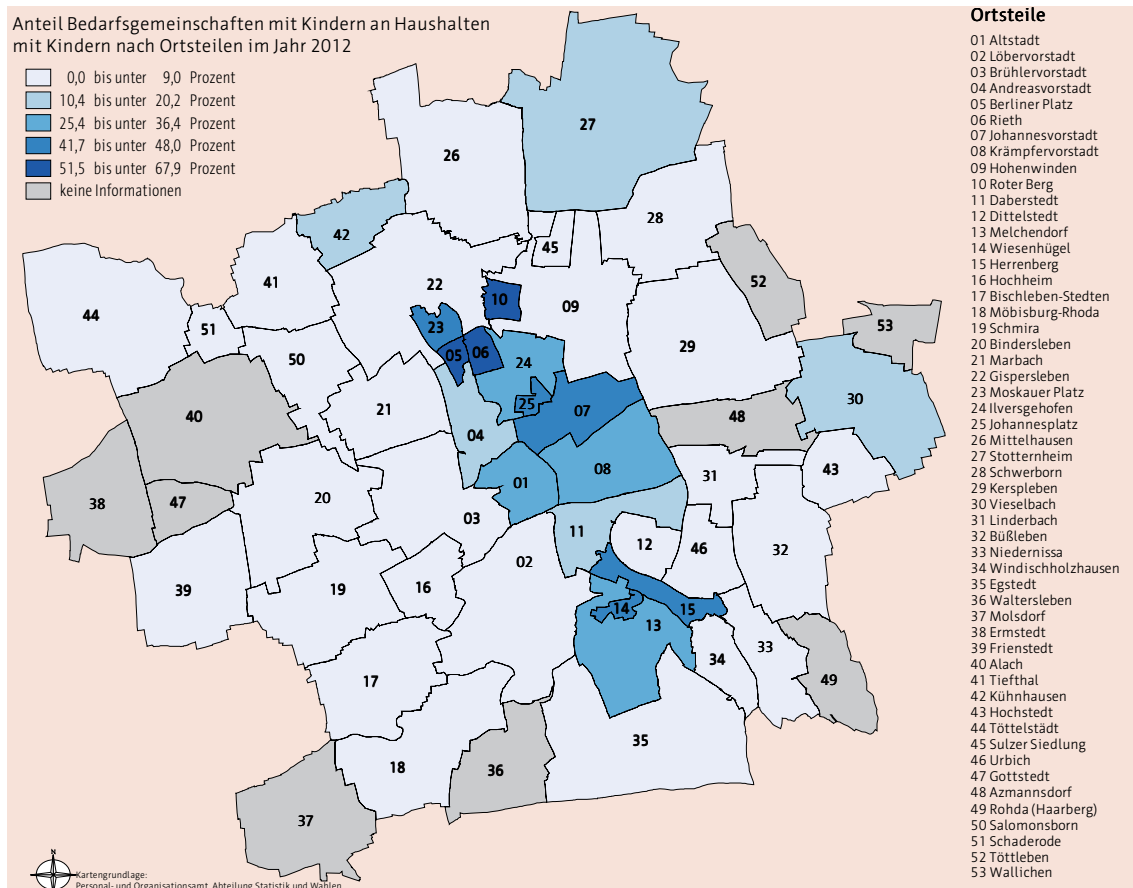 Anteil Bedarfsgemeinschaften mit Kindern an Haushalten
mit Kindern nach Ortsteilen im Jahr 2012
0,0 bis unter 9,0 Prozent
10,4 bis unter 20,2 Prozent
25,4 bis unter 36,4 Prozent
41,7 bis unter 48,0 Prozent
51,5 bis unter 67,9 Prozent
keine Informationen
27
26
28
42
45
52
41
22
10
09
44
53
51
23
50
05
06
24
29
30
25
21
07
40
48
04
08
43
01
31
38
47
20
03
11
12
46
32
02
39
19
16
14
15
13
33
34
17
49
35
18
36
37
N
Kartengrundlage:
Personal- und Organisationsamt, Abteilung Statistik und Wahlen
Ortsteile
01 Altstadt
02 Löbervorstadt
03 Brühlervorstadt
04 Andreasvorstadt
05 Berliner Platz
06 Rieth
07 Johannesvorstadt
08 Krämpfervorstadt
09 Hohenwinden
10 Roter Berg
11 Daberstedt
12 Dittelstedt
13 Melchendorf
14 Wiesenhügel
15 Herrenberg
16 Hochheim
17 Bischleben-Stedten
18 Möbisburg-Rhoda
19 Schmira
20 Bindersleben
21 Marbach
22 Gispersleben
23 Moskauer Platz
24 Ilversgehofen
25 Johannesplatz
26 Mittelhausen
27 Stotternheim
28 Schwerborn
29 Kerspleben
30 Vieselbach
31 Linderbach
32 Büßleben
33 Niedernissa
34 Windischholzhausen
35 Egstedt
36 Waltersleben
37 Molsdorf
38 Ermstedt
39 Frienstedt
40 Alach
41 Tiefthal
42 Kühnhausen
43 Hochstedt
44 Töttelstädt
45 Sulzer Siedlung
46 Urbich
47 Gottstedt
48 Azmannsdorf
49 Rohda (Haarberg)
50 Salomonsborn
51 Schaderode
52 Töttleben
53 Wallichen